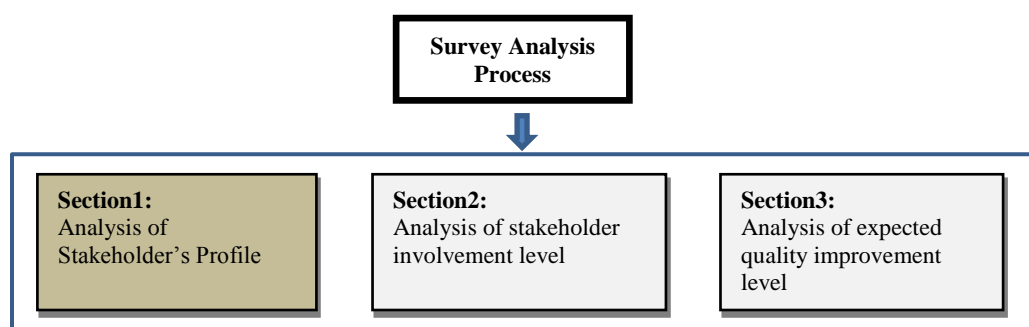 Survey Analysis
Process
Section1:
Analysis of
Stakeholder’s Profile
Section2:
Analysis of stakeholder
involvement level
Section3:
Analysis of expected
quality improvement
level